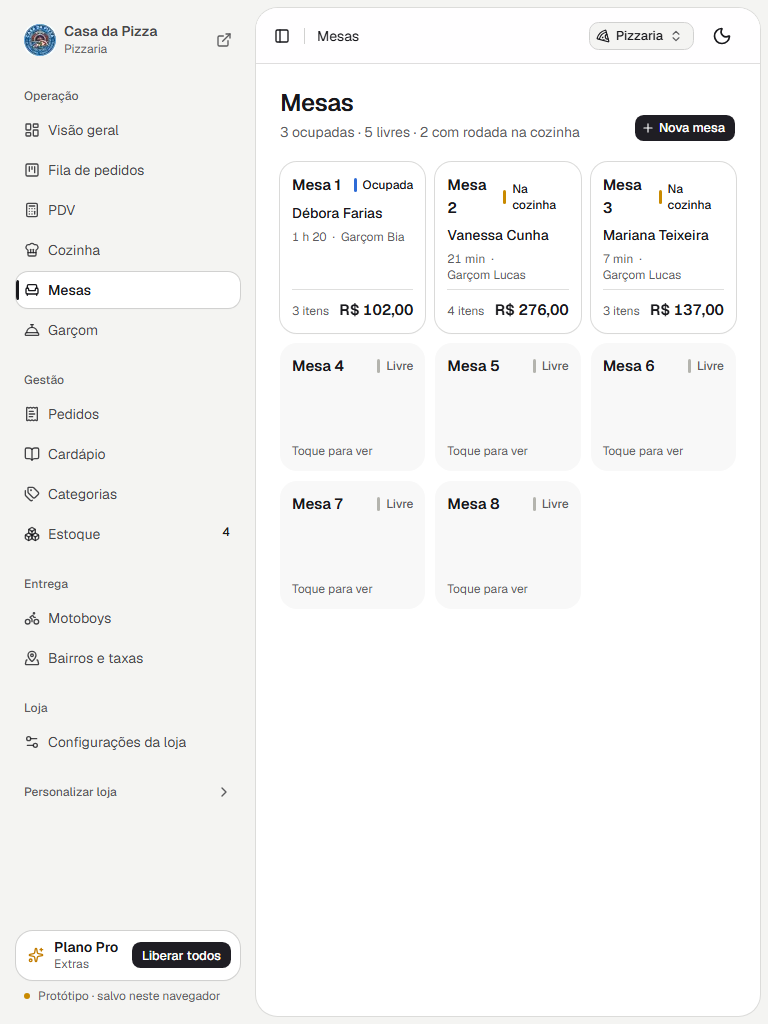 Casa da Pizza
Pizzaria
Operação
Visão geral
Fila de pedidos
PDV
Cozinha
Mesas
Garçom
Gestão
Pedidos
Cardápio
Categorias
Estoque 4
Entrega
Motoboys
Bairros e taxas
Loja
Configurações da loja
Personalizar loja
Plano Pro
Extras
Liberar todos
Protótipo · salvo neste navegador
Mesas
Pizzaria
Mesas
3 ocupadas · 5 livres · 2 com rodada na cozinha
Nova mesa
Mesa 1 Ocupada
Débora Farias
1 h 20 · Garçom Bia
3 itens R$ 102,00
Mesa
2
Na
cozinha
Vanessa Cunha
21 min ·
Garçom Lucas
4 itens R$ 276,00
Mesa
3
Na
cozinha
Mariana Teixeira
7 min ·
Garçom Lucas
3 itens R$ 137,00
Mesa 4 Livre
Toque para ver
Mesa 5 Livre
Toque para ver
Mesa 6 Livre
Toque para ver
Mesa 7 Livre
Toque para ver
Mesa 8 Livre
Toque para ver